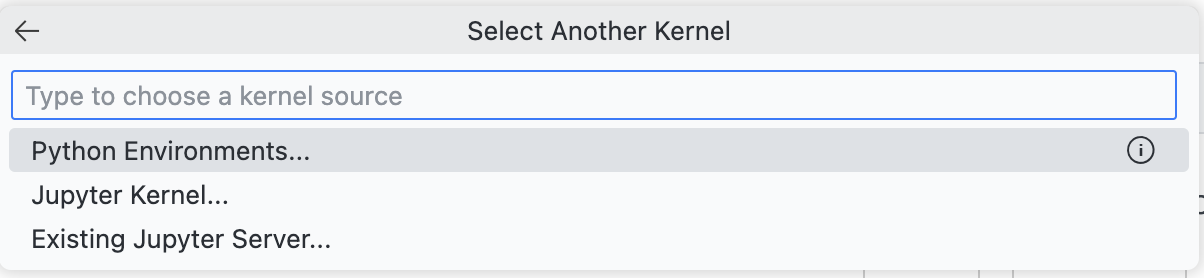 Select Another Kernel
Type to choose a kernel source
Python Environments...
Jupyter Kernel...
Existing Jupyter Server...